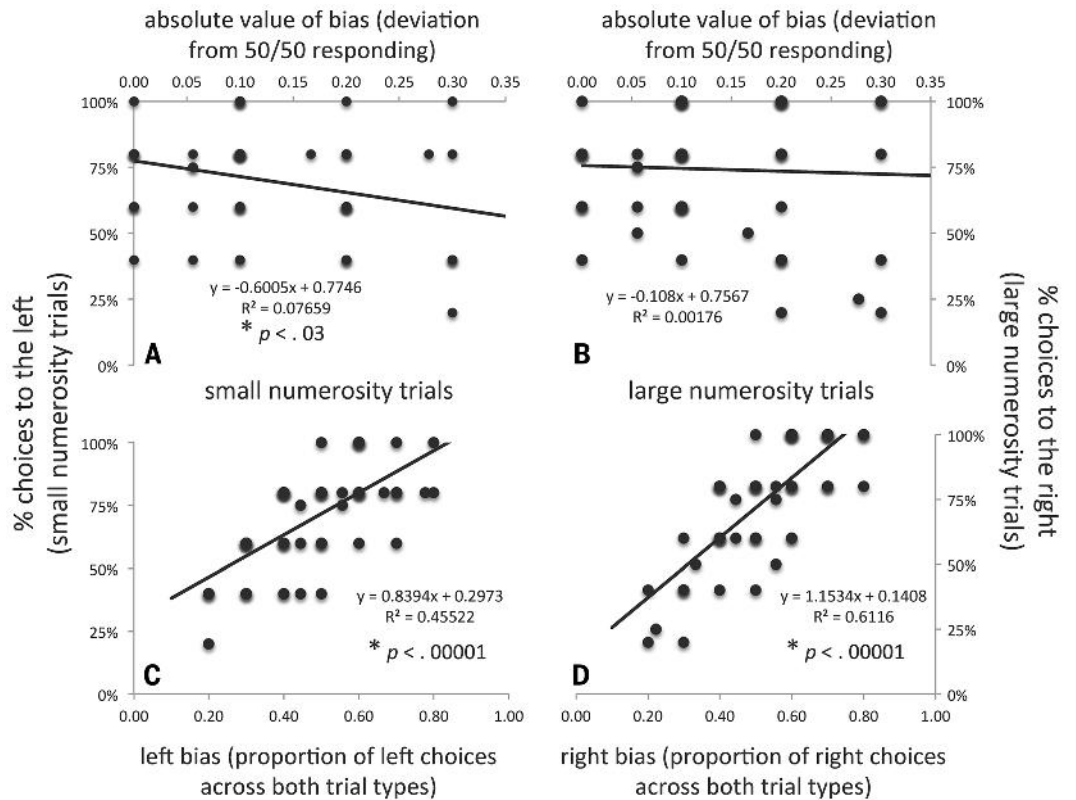 absolute value of bias (deviation
from 50/50 responding)
0.00 0.05 0.10 0.15 0.20 0.25 0.30 0.35
100%
75%
50%
25%
0%
y = -0.6005x + 0.7746
R² = 0.07659
* p < . 03
A
absolute value of bias (deviation
from 50/50 responding)
0.00 0.05 0.10 0.15 0.20 0.25 0.30 0.35
100%
75%
50%
25%
0%
y = -0.108x + 0.7567
R² = 0.00176
B
% choices to the left
(small numerosity trials)
% choices to the right
(large numerosity trials)
small numerosity trials
100%
75%
50%
25%
0%
y = 0.8394x + 0.2973
R² = 0.45522
* p < . 00001
C
0.00 0.20 0.40 0.60 0.80 1.00
left bias (proportion of left choices
across both trial types)
large numerosity trials
100%
75%
50%
25%
0%
y = 1.1534x + 0.1408
R² = 0.6116
* p < . 00001
D
0.00 0.20 0.40 0.60 0.80 1.00
right bias (proportion of right choices
across both trial types)